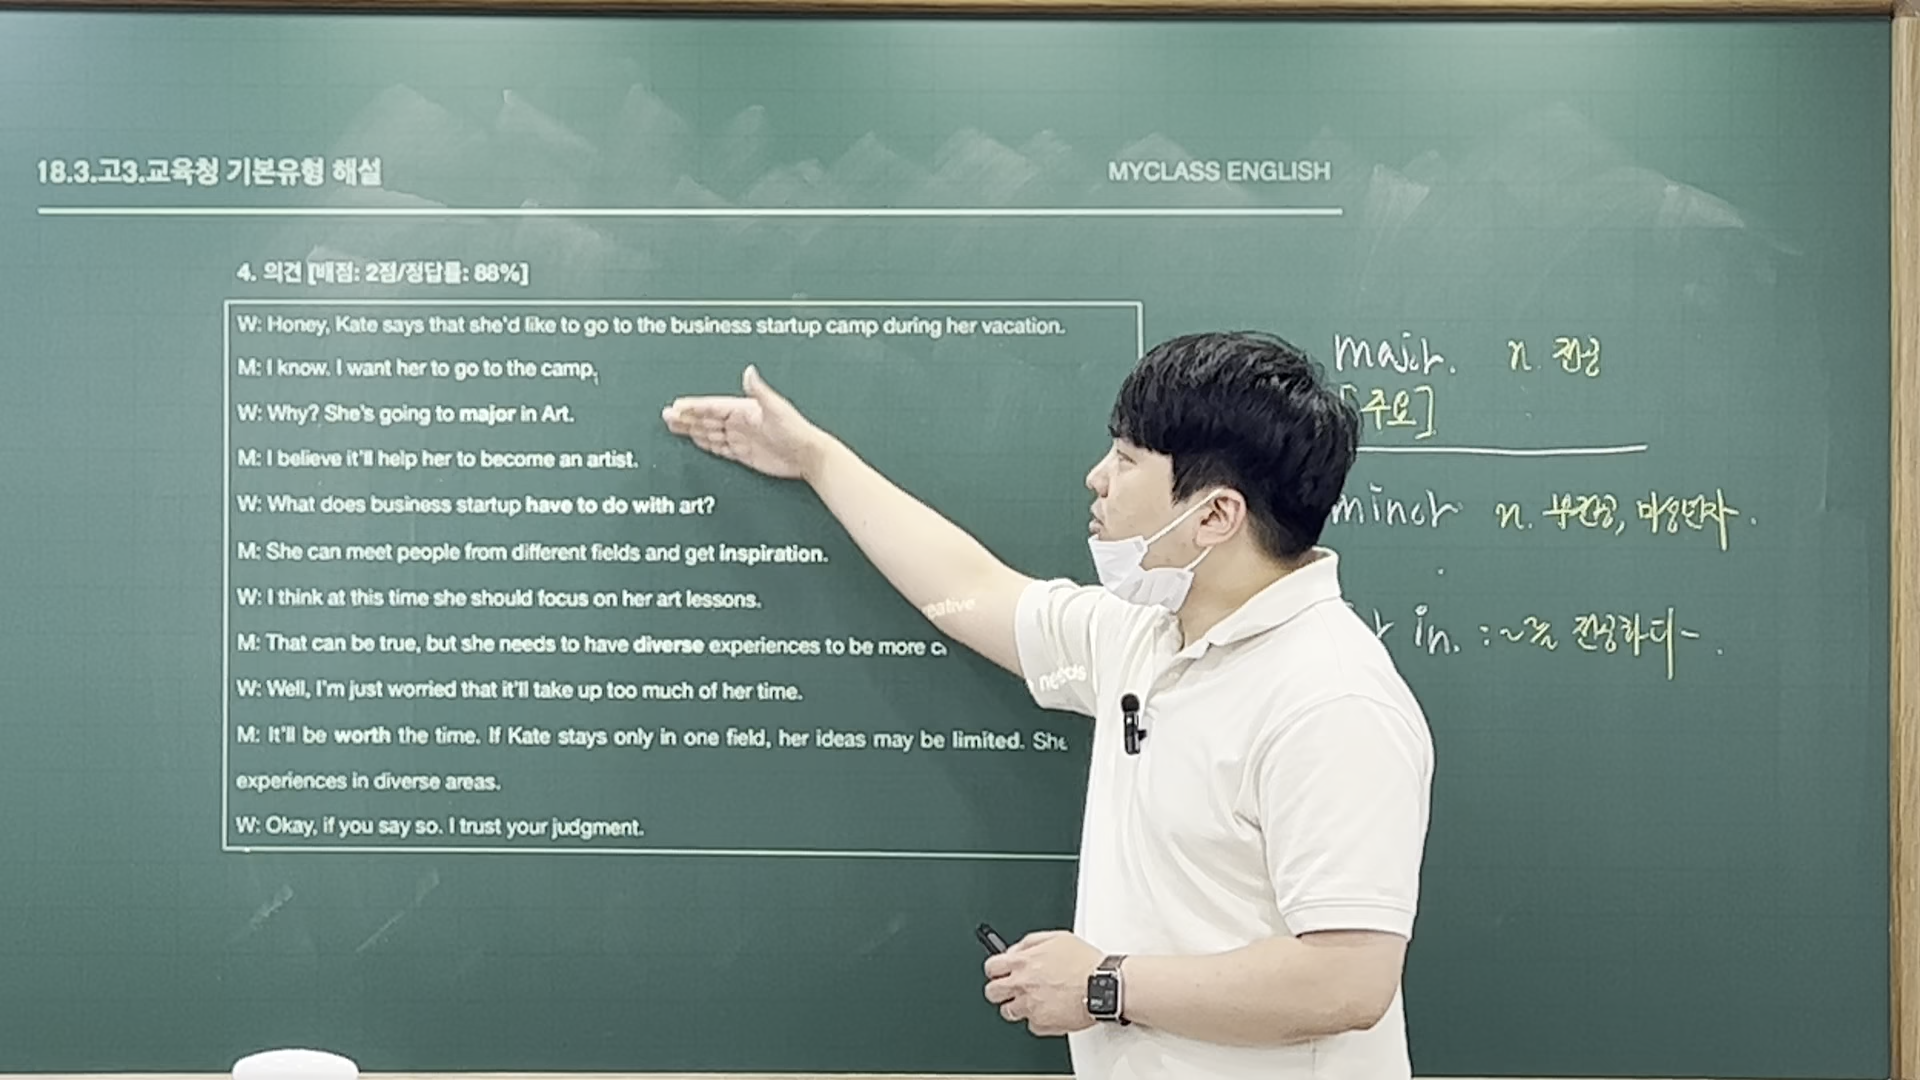 18.3.고3.교육청 기본유형 해설
MYCLASS ENGLISH
4. 의견 [배점: 2점/정답률: 88%]
W: Honey, Kate says that she'd like to go to the business startup camp during her vacation.
M: I know. I want her to go to the camp.
W: Why? She's going to major in Art.
M: I believe it'll help her to become an artist.
W: What does business startup have to do with art?
M: She can meet people from different fields and get inspiration.
W: I think at this time she should focus on her art lessons.
M: That can be true, but she needs to have diverse experiences to be more creative
W: Well, I'm just worried that it'll take up too much of her time.
M: It'll be worth the time. If Kate stays only in one field, her ideas may be limited. She needs
experiences in diverse areas.
W: Okay, if you say so. I trust your judgment.
major. n. 전공
[주요]
minor n. 부전공, 미성년자.
in. : ~를 전공하다-